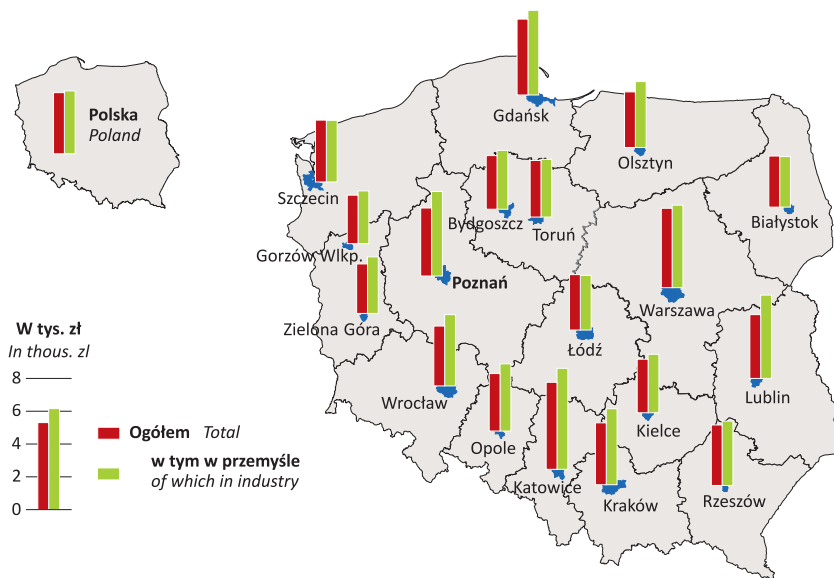 Polska
Poland
Gdańsk
Olsztyn
Szczecin
Bydgoszcz
Toruń
Białystok
Gorzów Wlkp.
Poznań
Warszawa
Zielona Góra
Łódź
W tys. zł
In thous. zl
8
6
4
2
0
Ogółem Total
w tym w przemyśle
of which in industry
Wrocław
Lublin
Opole
Kielce
Katowice
Kraków
Rzeszów